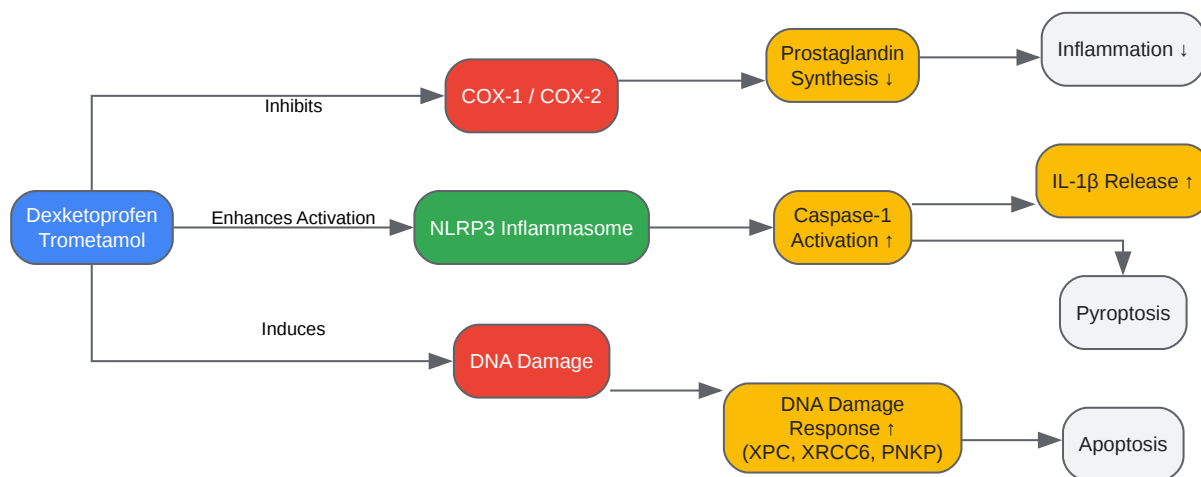 Prostaglandin
Synthesis ↓
Inflammation ↓
COX-1 / COX-2
Inhibits
Dexketoprofen
Trometamol
Enhances Activation
NLRP3 Inflammasome
Caspase-1
Activation ↑
IL-1β Release ↑
Pyroptosis
Induces
DNA Damage
DNA Damage
Response ↑
(XPC, XRCC6, PNKP)
Apoptosis